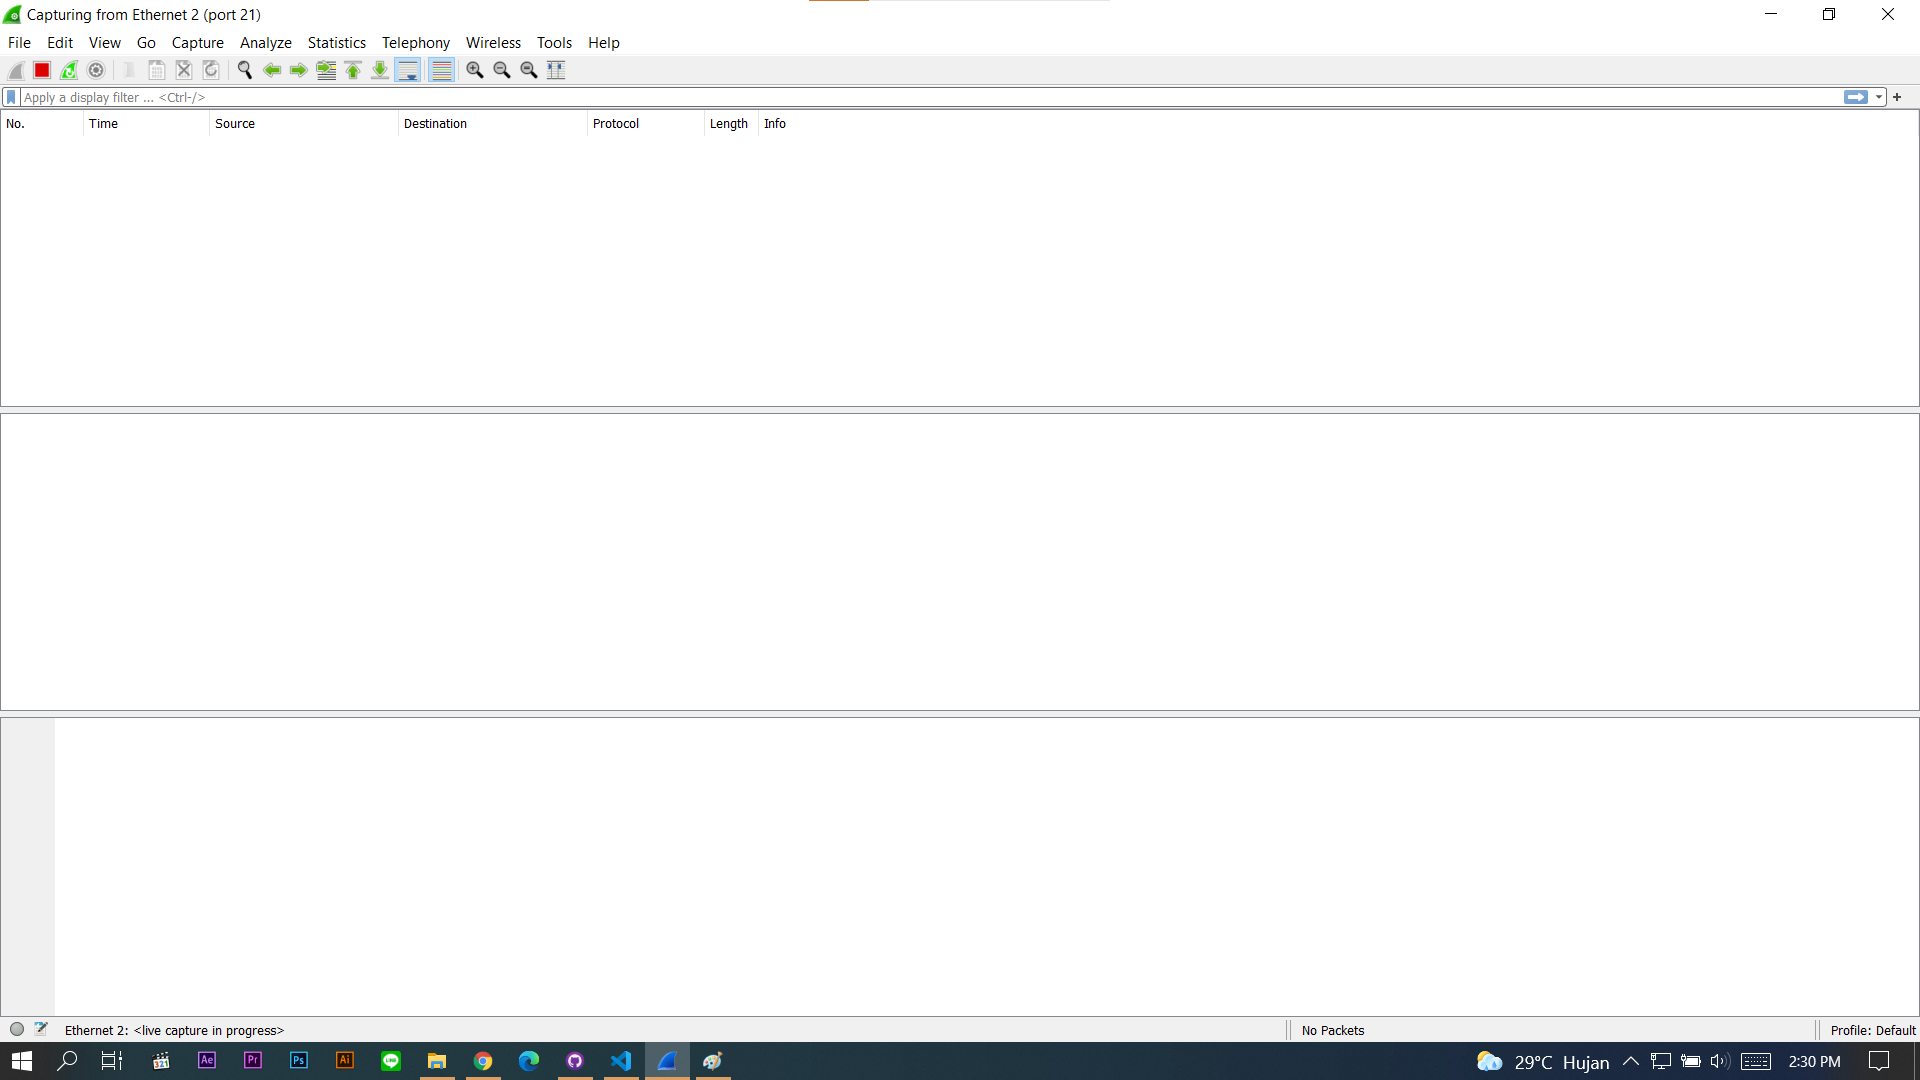 Capturing from Ethernet 2 (port 21)
File Edit View Go Capture Analyze Statistics Telephony Wireless Tools Help
Apply a display filter ... <Ctrl-/>
No. Time Source Destination Protocol Length Info
Ethernet 2: <live capture in progress> No Packets Profile: Default
321 Ae Pr Ps Ai LINE 29°C Hujan 2:30 PM